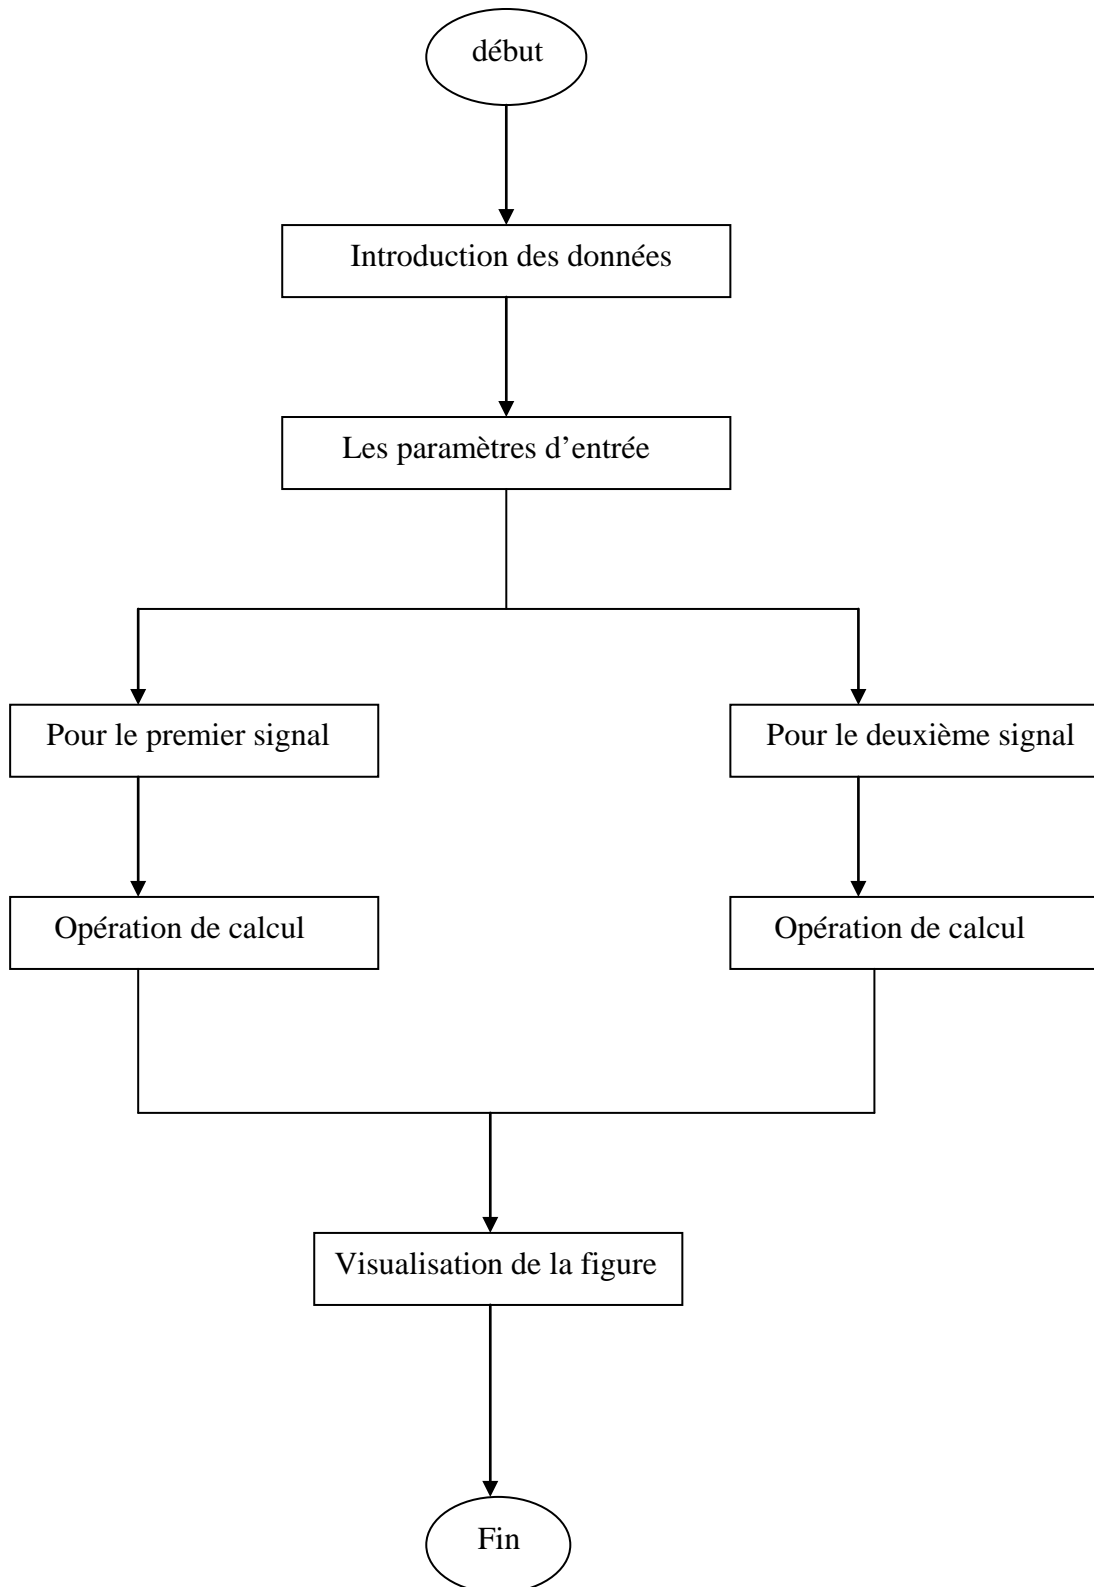 début
Introduction des données
Les paramètres d’entrée
Pour le premier signal
Pour le deuxième signal
Opération de calcul
Opération de calcul
Visualisation de la figure
Fin